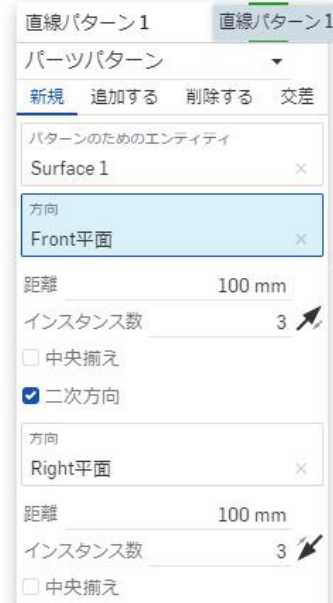 直線パターン 1 直線パターン 1
パーツパターン
新規 追加する 削除する 交差
パターンのためのエンティティ
Surface 1
方向
Front平面
距離 100 mm
インスタンス数 3
中央揃え
二次方向
方向
Right平面
距離 100 mm
インスタンス数 3
中央揃え